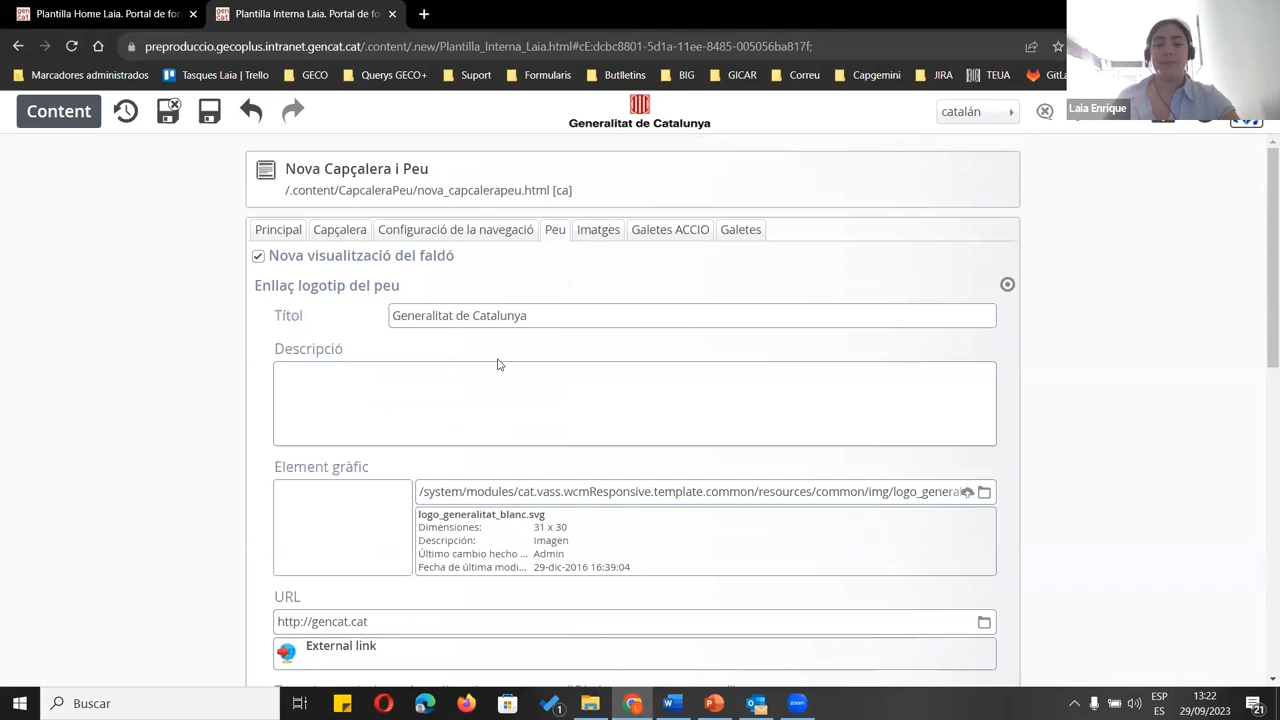 Plantilla Home Laia. Portal de for
Plantilla Interna Laia. Portal de fo
preproduccio.gecoplus.intranet.gencat.cat/.content/.new/Plantilla_Interna_Laia.html#cE;dcbc8801-5d1a-11ee-8485-005056ba817f;
Marcadores administrados
Tasques Laia | Trello
GECO
Querys
Suport
Formularis
Butlletins
BIG
GICAR
Correu
Capgemini
JIRA
TEUA
Laia Enrique
Content
Generalitat de Catalunya
catalán
Nova Capçalera i Peu
/.content/CapcaleraPeu/nova_capcalerapeu.html [ca]
Principal
Capçalera
Configuració de la navegació
Peu
Imatges
Galetes ACCIO
Galetes
Nova visualització del faldó
Enllaç logotip del peu
Títol
Generalitat de Catalunya
Descripció
Element gràfic
/system/modules/cat.vass.wcmResponsive.template.common/resources/common/img/logo_general
logo_generalitat_blanc.svg
Dimensiones: 31 x 30
Descripción: Imagen
Último cambio hecho ... Admin
Fecha de última modi... 29-dic-2016 16:39:04
URL
http://gencat.cat
External link
Buscar
1
ESP
ES
13:22
29/09/2023
21